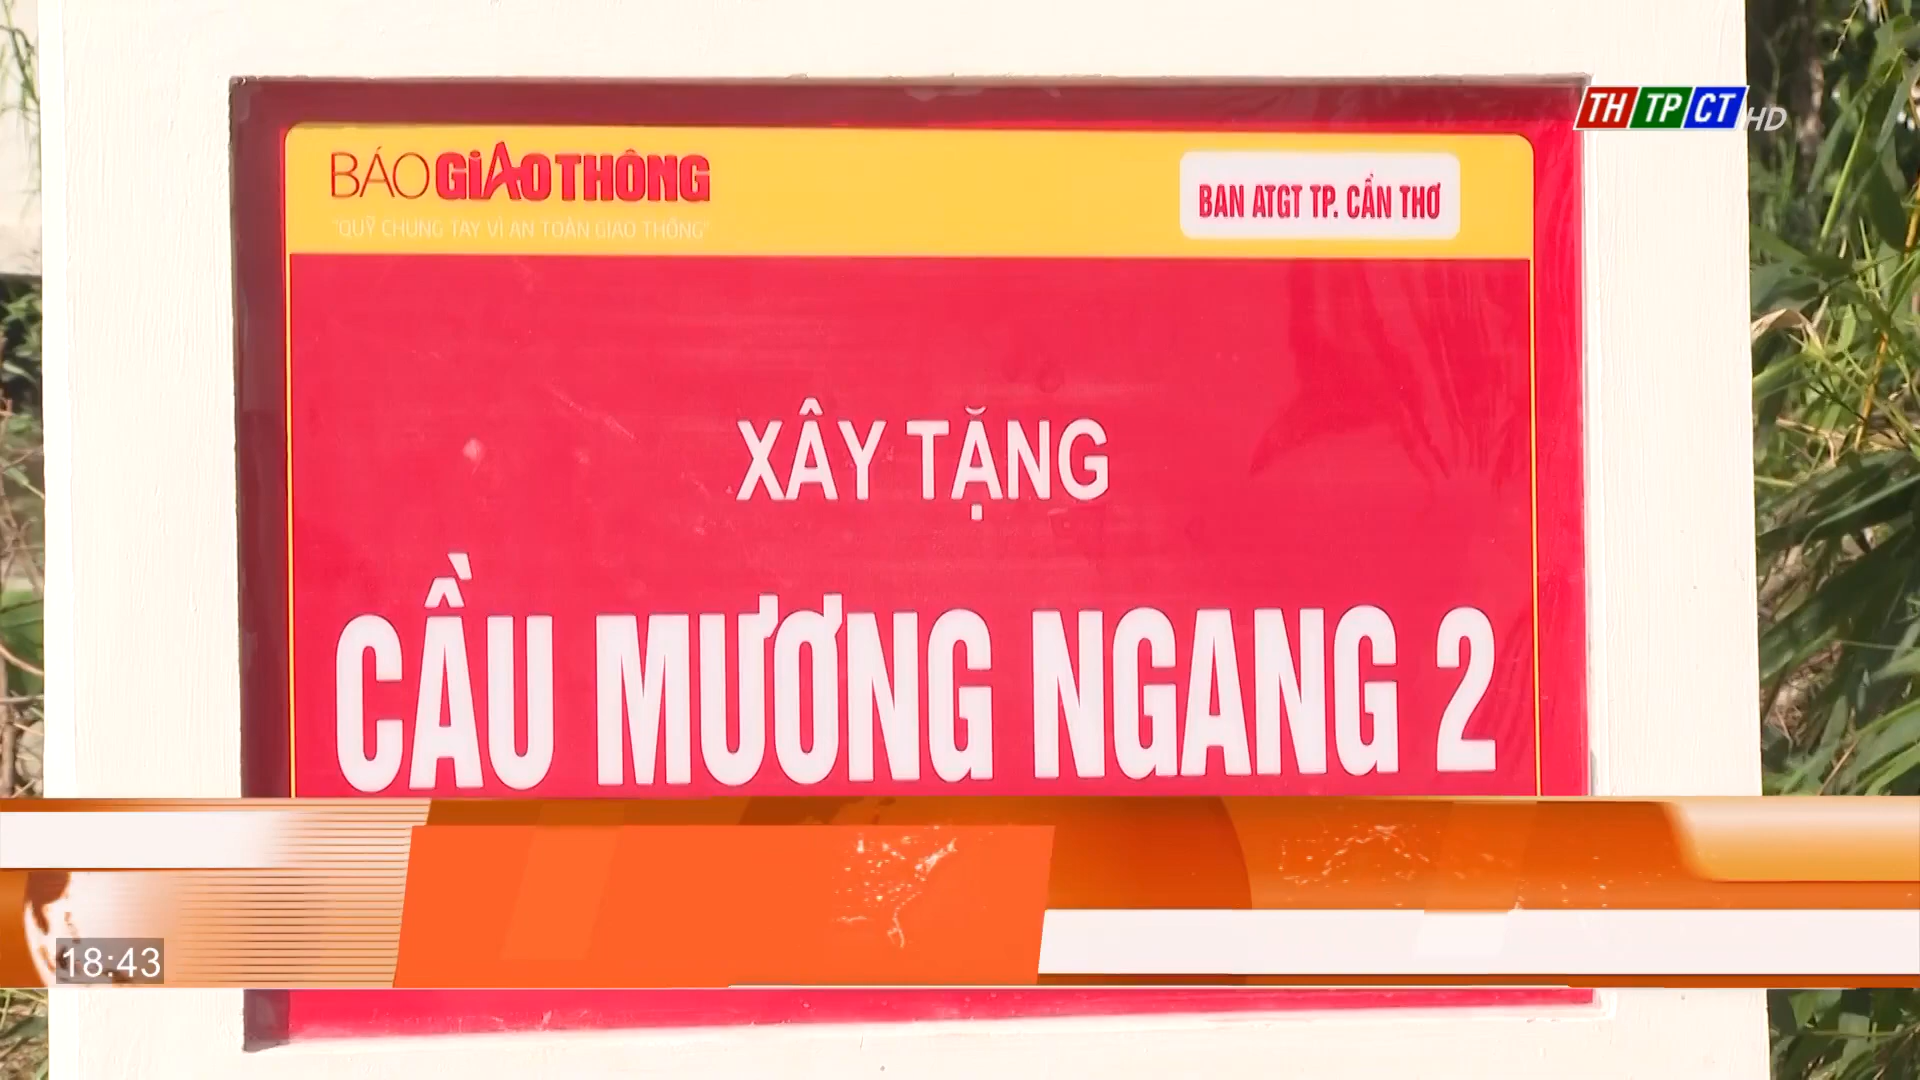 THTPCT HD
BÁO GiAO THÔNG
"QUỸ CHUNG TAY VÌ AN TOÀN GIAO THÔNG"
BAN ATGT TP. CẦN THƠ
XÂY TẶNG
CẦU MƯƠNG NGANG 2
18:43